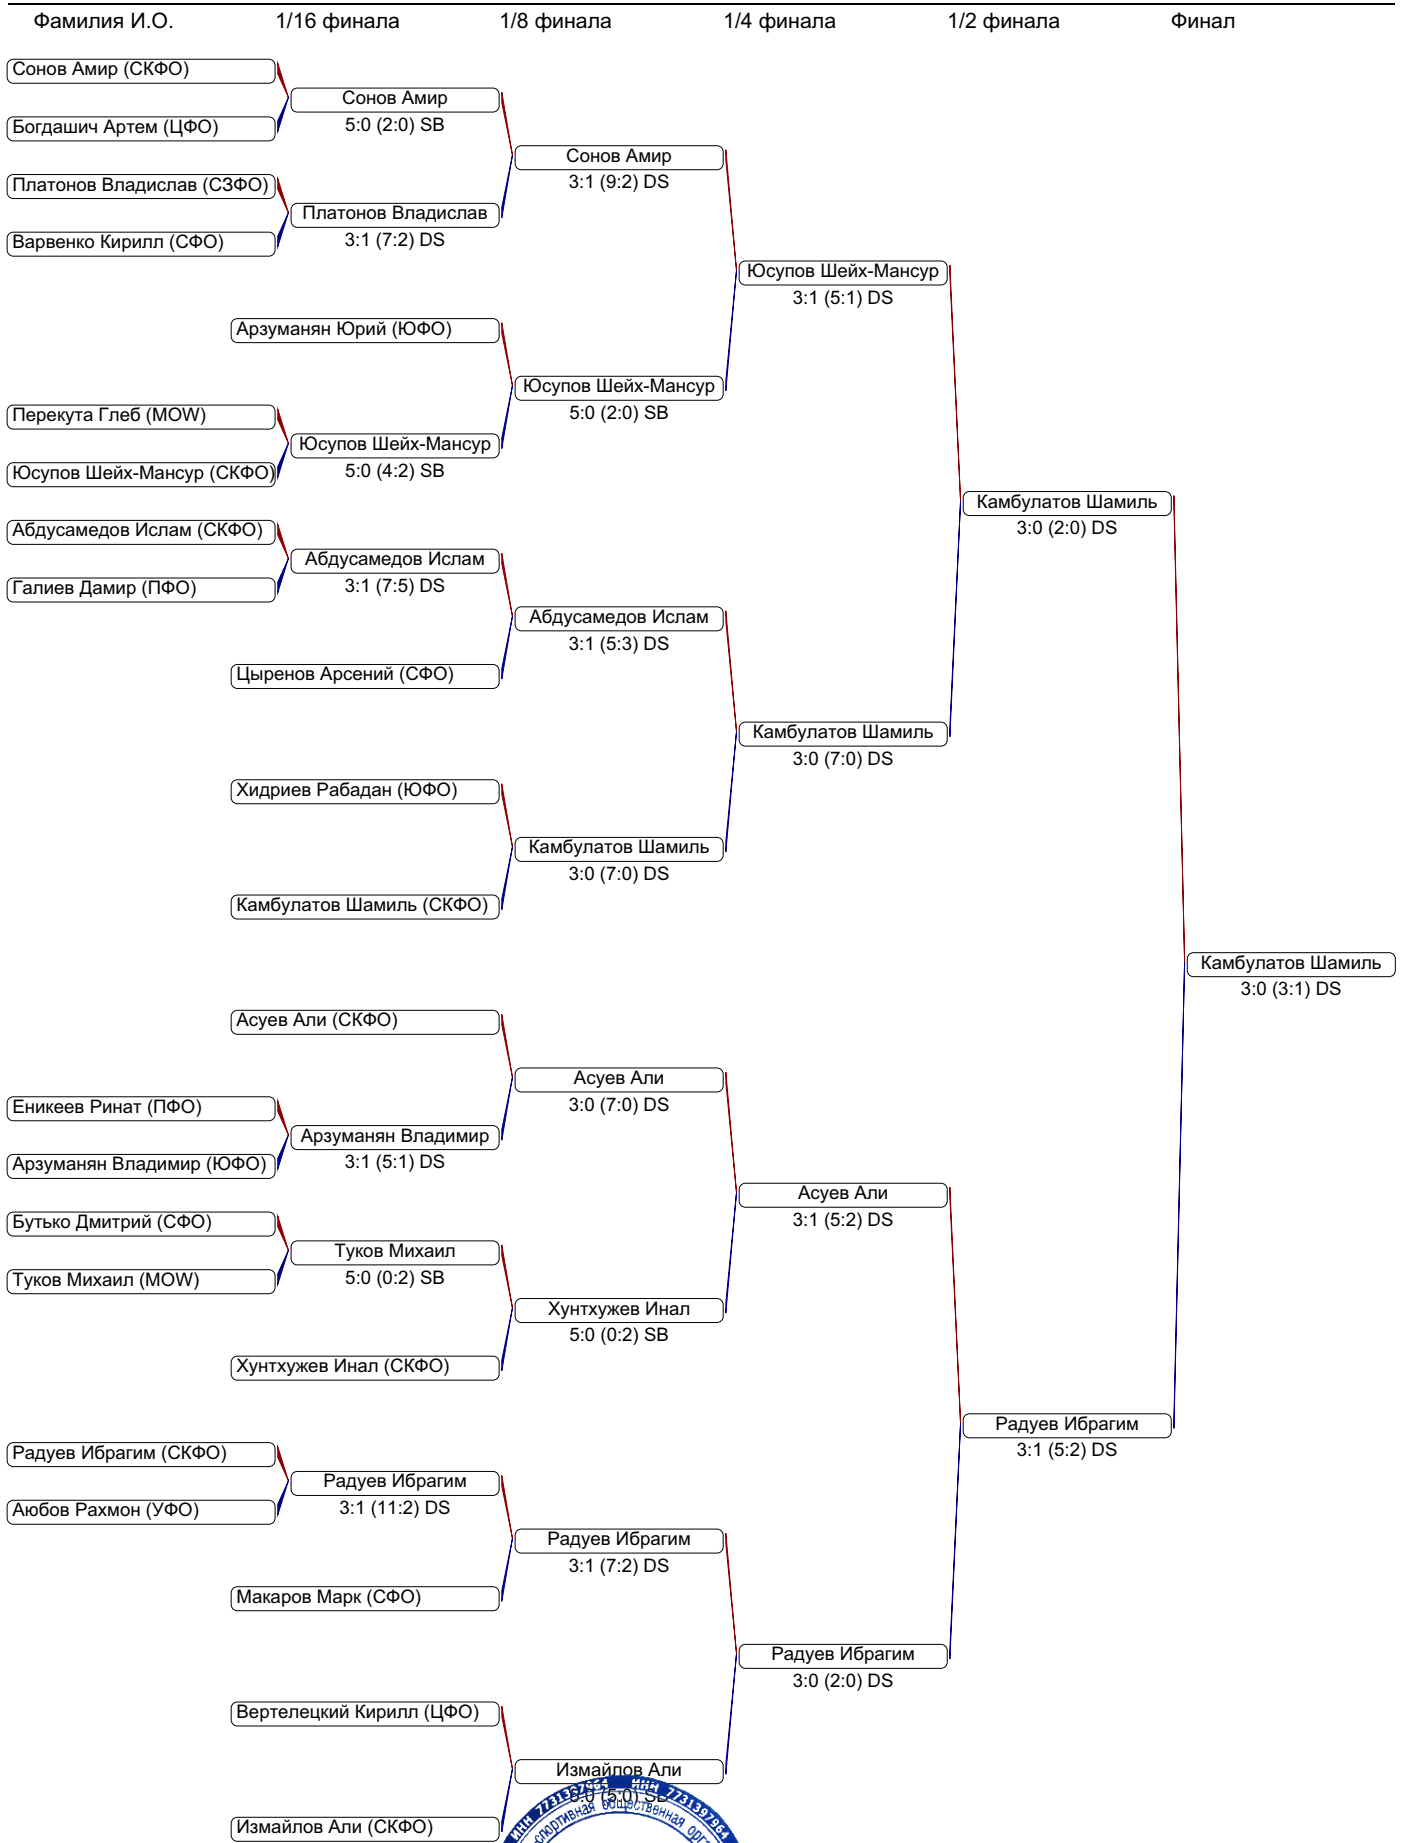 Фамилия И.О. 1/16 финала 1/8 финала 1/4 финала 1/2 финала Финал
Сонов Амир (СКФО)
Сонов Амир
5:0 (2:0) SB
Богдашич Артем (ЦФО)
Сонов Амир
3:1 (9:2) DS
Платонов Владислав (СЗФО)
Платонов Владислав
3:1 (7:2) DS
Варвенко Кирилл (СФО)
Юсупов Шейх-Мансур
3:1 (5:1) DS
Арзуманян Юрий (ЮФО)
Юсупов Шейх-Мансур
5:0 (2:0) SB
Перекута Глеб (MOW)
Юсупов Шейх-Мансур
5:0 (4:2) SB
Юсупов Шейх-Мансур (СКФО)
Камбулатов Шамиль
3:0 (2:0) DS
Абдусамедов Ислам (СКФО)
Абдусамедов Ислам
3:1 (7:5) DS
Галиев Дамир (ПФО)
Абдусамедов Ислам
3:1 (5:3) DS
Цыренов Арсений (СФО)
Камбулатов Шамиль
3:0 (7:0) DS
Хидриев Рабадан (ЮФО)
Камбулатов Шамиль
3:0 (7:0) DS
Камбулатов Шамиль (СКФО)
Камбулатов Шамиль
3:0 (3:1) DS
Асуев Али (СКФО)
Асуев Али
3:0 (7:0) DS
Еникеев Ринат (ПФО)
Арзуманян Владимир
3:1 (5:1) DS
Арзуманян Владимир (ЮФО)
Асуев Али
3:1 (5:2) DS
Бутько Дмитрий (СФО)
Туков Михаил
5:0 (0:2) SB
Туков Михаил (MOW)
Хунтхужев Инал
5:0 (0:2) SB
Хунтхужев Инал (СКФО)
Радуев Ибрагим
3:1 (5:2) DS
Радуев Ибрагим (СКФО)
Радуев Ибрагим
3:1 (11:2) DS
Аюбов Рахмон (УФО)
Радуев Ибрагим
3:1 (7:2) DS
Макаров Марк (СФО)
Радуев Ибрагим
3:0 (2:0) DS
Вертелецкий Кирилл (ЦФО)
Измайлов Али
(5:0) SB
Измайлов Али (СКФО)
ИНН 7731397964 ИНН 7731397964
общественная